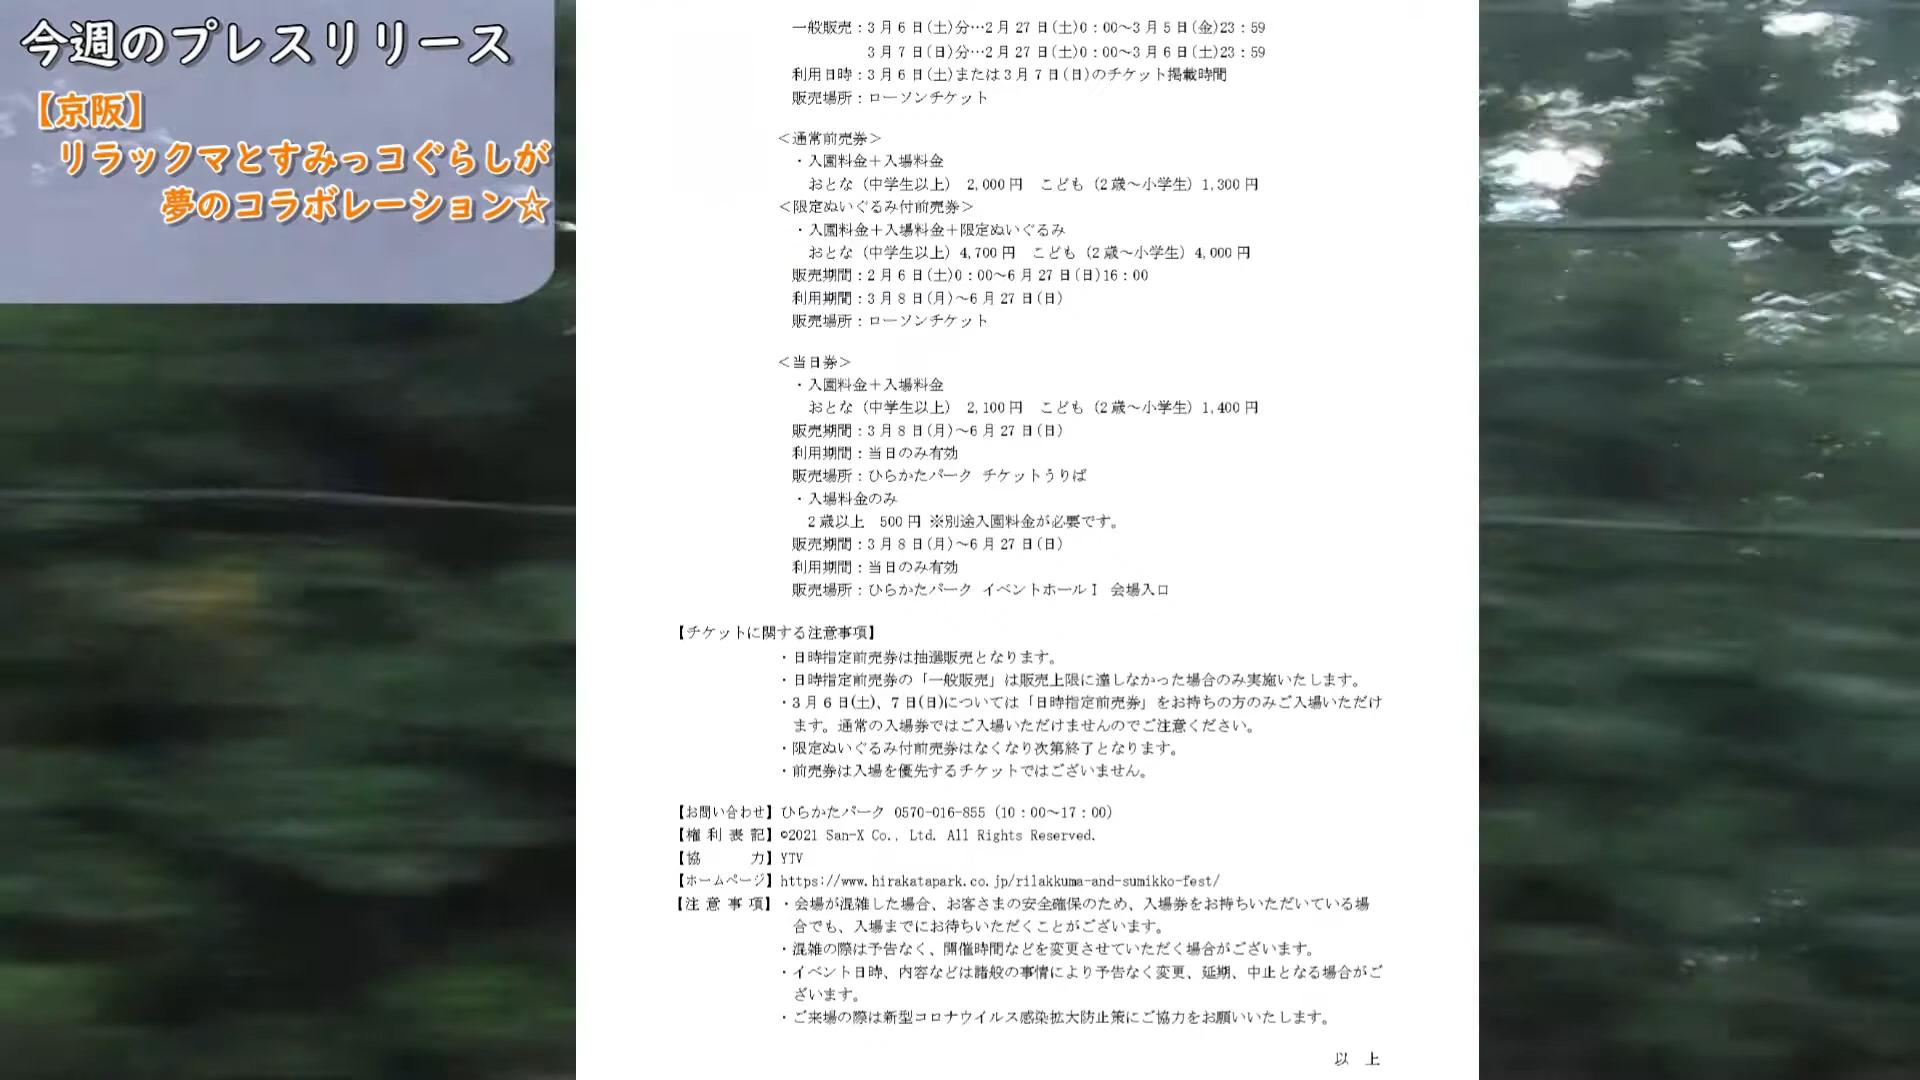 今週のプレスリリース
【京阪】
リラックマとすみっコぐらしが
夢のコラボレーション☆
一般販売：3月6日(土)分…2月27日(土)0：00～3月5日(金)23：59
3月7日(日)分…2月27日(土)0：00～3月6日(土)23：59
利用日時：3月6日(土)または3月7日(日)のチケット掲載時間
販売場所：ローソンチケット
＜通常前売券＞
・入園料金＋入場料金
おとな（中学生以上） 2,000円　こども（2歳～小学生）1,300円
＜限定ぬいぐるみ付前売券＞
・入園料金＋入場料金＋限定ぬいぐるみ
おとな（中学生以上）4,700円　こども（2歳～小学生）4,000円
販売期間：2月6日(土)0：00～6月27日(日)16：00
利用期間：3月8日(月)～6月27日(日)
販売場所：ローソンチケット
＜当日券＞
・入園料金＋入場料金
おとな（中学生以上） 2,100円　こども（2歳～小学生）1,400円
販売期間：3月8日(月)～6月27日(日)
利用期間：当日のみ有効
販売場所：ひらかたパーク チケットうりば
・入場料金のみ
2歳以上　500円 ※別途入園料金が必要です。
販売期間：3月8日(月)～6月27日(日)
利用期間：当日のみ有効
販売場所：ひらかたパーク イベントホールⅠ 会場入口
【チケットに関する注意事項】
・日時指定前売券は抽選販売となります。
・日時指定前売券の「一般販売」は販売上限に達しなかった場合のみ実施いたします。
・3月6日(土)、7日(日)については「日時指定前売券」をお持ちの方のみご入場いただけ
ます。通常の入場券ではご入場いただけませんのでご注意ください。
・限定ぬいぐるみ付前売券はなくなり次第終了となります。
・前売券は入場を優先するチケットではございません。
【お問い合わせ】ひらかたパーク 0570-016-855（10：00～17：00）
【権利表記】©2021 San-X Co., Ltd. All Rights Reserved.
【協　力】YTV
【ホームページ】https://www.hirakatapark.co.jp/rilakkuma-and-sumikko-fest/
【注意事項】・会場が混雑した場合、お客さまの安全確保のため、入場券をお持ちいただいている場
合でも、入場までにお待ちいただくことがございます。
・混雑の際は予告なく、開催時間などを変更させていただく場合がございます。
・イベント日時、内容などは諸般の事情により予告なく変更、延期、中止となる場合がご
ざいます。
・ご来場の際は新型コロナウイルス感染拡大防止策にご協力をお願いいたします。
以　上